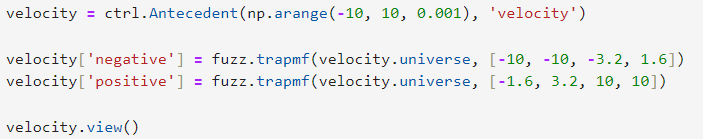 velocity = ctrl.Antecedent(np.arange(-10, 10, 0.001), 'velocity')
velocity['negative'] = fuzz.trapmf(velocity.universe, [-10, -10, -3.2, 1.6])
velocity['positive'] = fuzz.trapmf(velocity.universe, [-1.6, 3.2, 10, 10])
velocity.view()